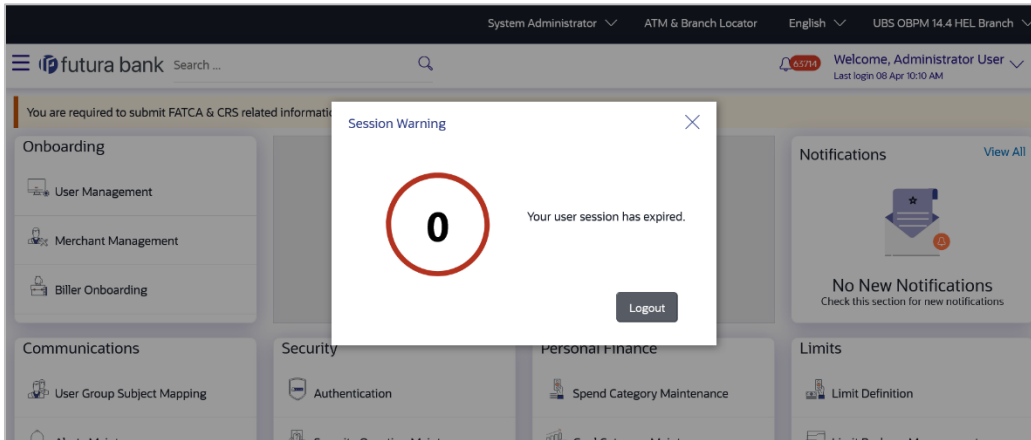 System Administrator
ATM & Branch Locator
English
UBS OBPM 14.4 HEL Branch
futura bank
Search ...
63714
Welcome, Administrator User
Last login 08 Apr 10:10 AM
You are required to submit FATCA & CRS related
Session Warning
0
Your user session has expired.
Logout
Onboarding
User Management
Merchant Management
Biller Onboarding
Notifications
View All
No New Notifications
Check this section for new notifications
Communications
User Group Subject Mapping
Security
Authentication
Personal Finance
Spend Category Maintenance
Limits
Limit Definition